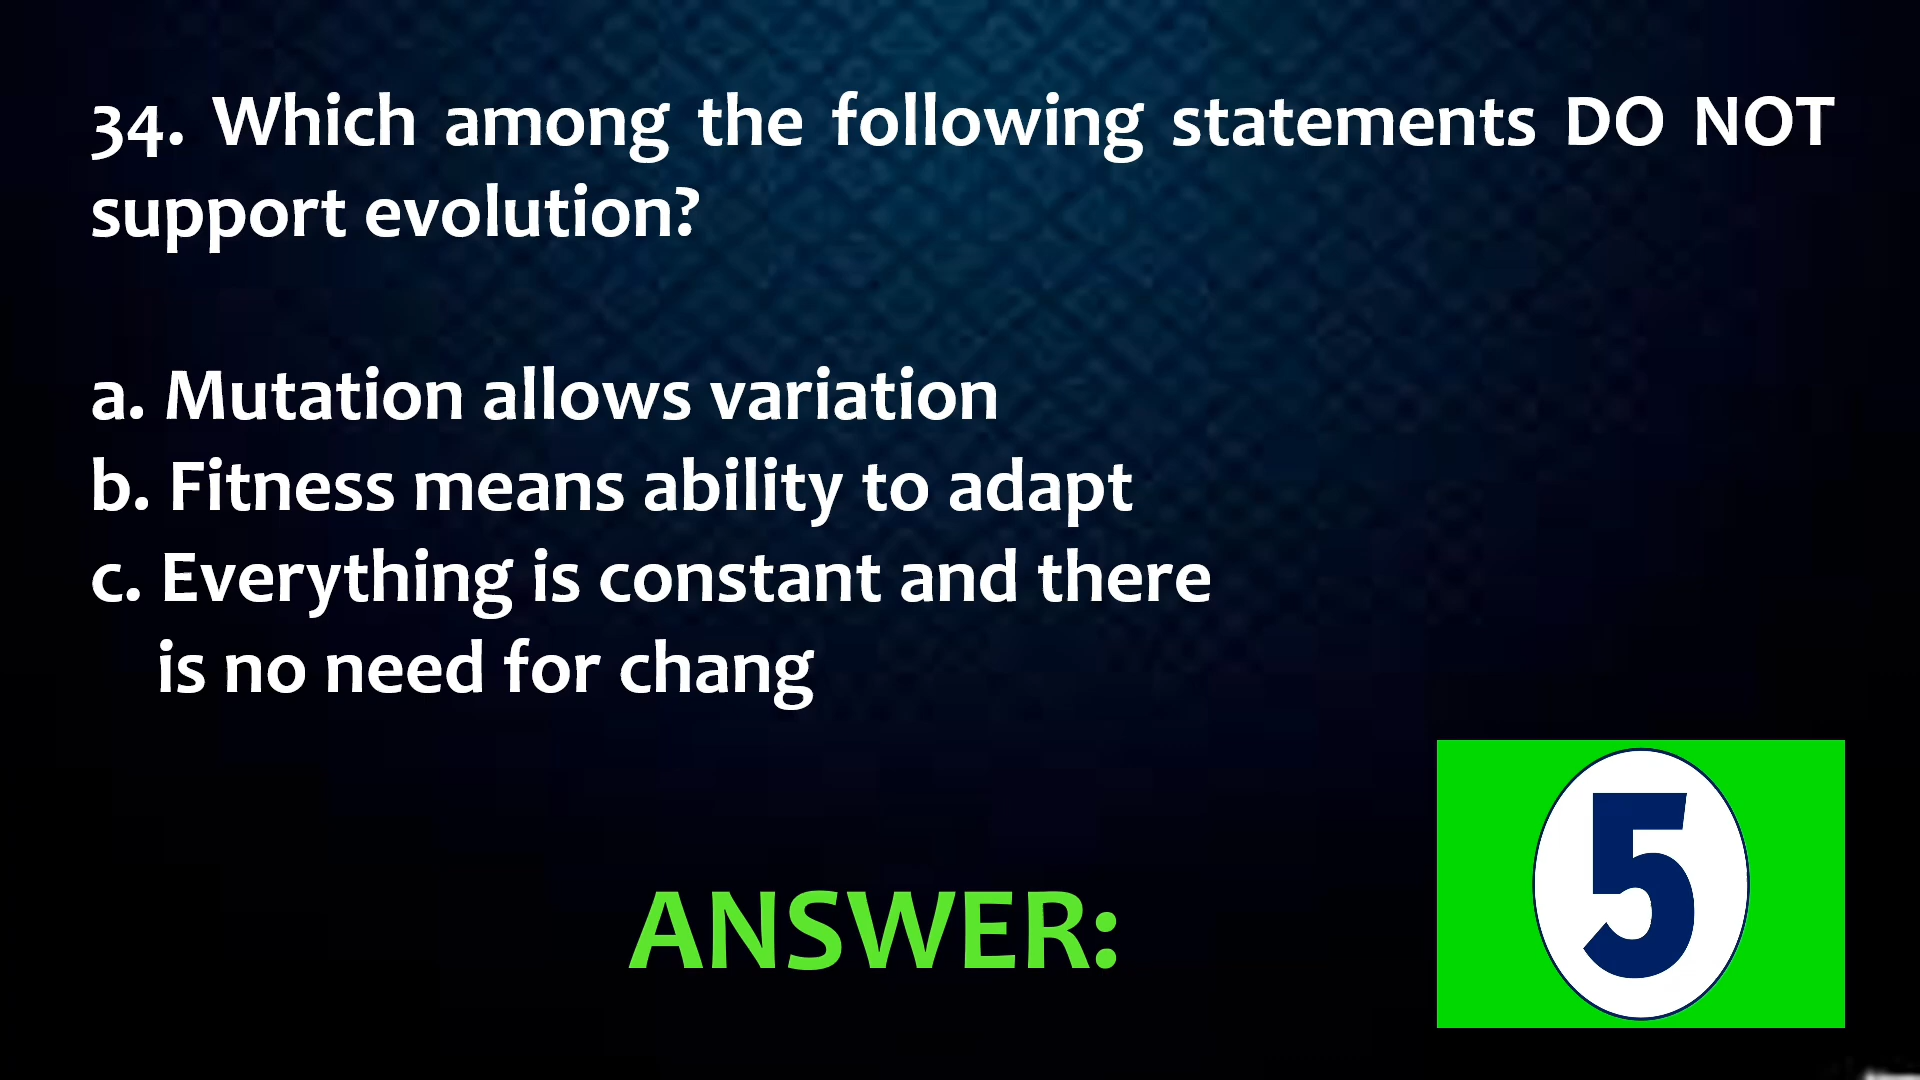 34. Which among the following statements DO NOT
support evolution?
a. Mutation allows variation
b. Fitness means ability to adapt
c. Everything is constant and there
is no need for chang
ANSWER:
5